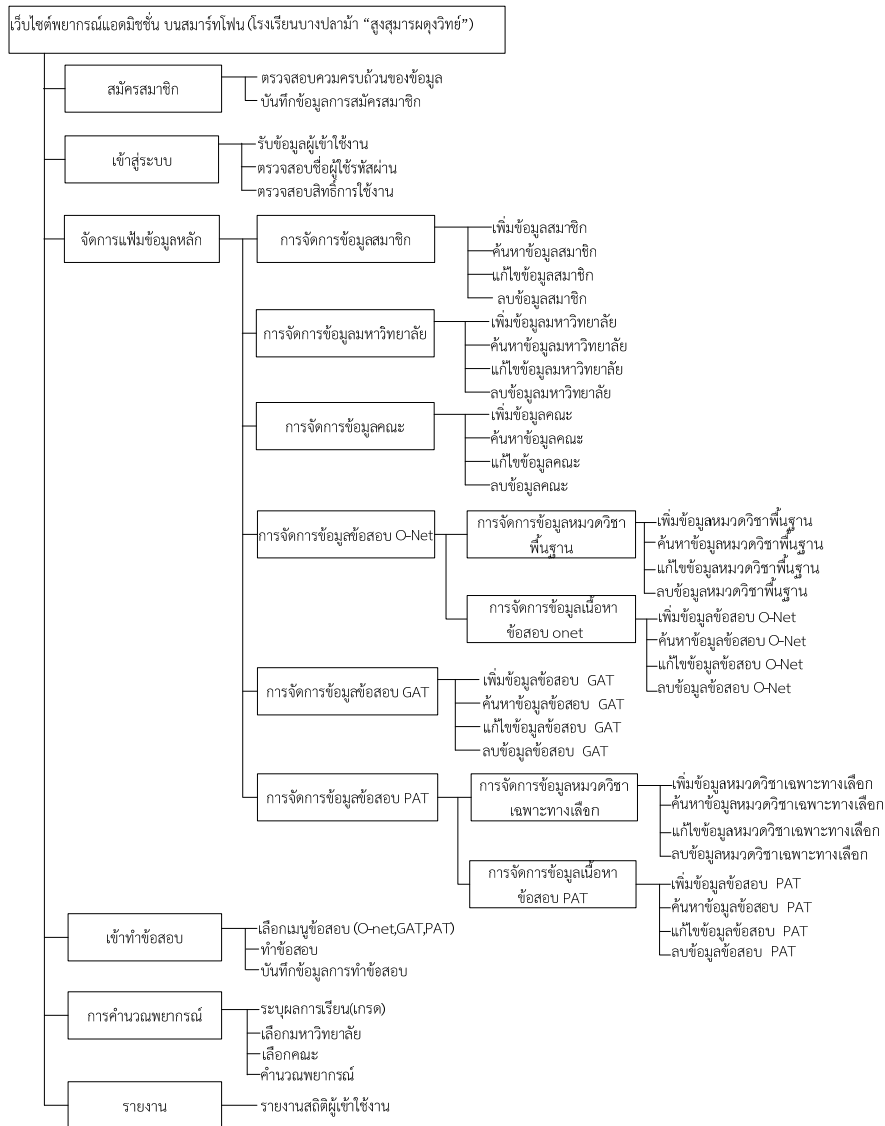 เว็บไซต์พยากรณ์แอดมิชชั่น บนสมาร์ทโฟน(โรงเรียนบางปลาม้า “สูงสุมารผดุงวิทย์”)
สมัครสมาชิก
ตรวจสอบควมครบถ้วนของข้อมูล
บันทึกข้อมูลการสมัครสมาชิก
เข้าสู่ระบบ
รับข้อมูลผู้เข้าใช้งาน
ตรวจสอบชื่อผู้ใช้รหัสผ่าน
ตรวจสอบสิทธิ์การใช้งาน
จัดการแฟ้มข้อมูลหลัก
การจัดการข้อมูลสมาชิก
เพิ่มข้อมูลสมาชิก
ค้นหาข้อมูลสมาชิก
แก้ไขข้อมูลสมาชิก
ลบข้อมูลสมาชิก
การจัดการข้อมูลมหาวิทยาลัย
เพิ่มข้อมูลมหาวิทยาลัย
ค้นหาข้อมูลมหาวิทยาลัย
แก้ไขข้อมูลมหาวิทยาลัย
ลบข้อมูลมหาวิทยาลัย
การจัดการข้อมูลคณะ
เพิ่มข้อมูลคณะ
ค้นหาข้อมูลคณะ
แก้ไขข้อมูลคณะ
ลบข้อมูลคณะ
การจัดการข้อมูลข้อสอบ O-Net
การจัดการข้อมูลหมวดวิชา
พื้นฐาน
เพิ่มข้อมูลหมวดวิชาพื้นฐาน
ค้นหาข้อมูลหมวดวิชาพื้นฐาน
แก้ไขข้อมูลหมวดวิชาพื้นฐาน
ลบข้อมูลหมวดวิชาพื้นฐาน
การจัดการข้อมูลเนื้อหา
ข้อสอบ onet
เพิ่มข้อมูลข้อสอบ O-Net
ค้นหาข้อมูลข้อสอบ O-Net
แก้ไขข้อมูลข้อสอบ O-Net
ลบข้อมูลข้อสอบ O-Net
การจัดการข้อมูลข้อสอบ GAT
เพิ่มข้อมูลข้อสอบ GAT
ค้นหาข้อมูลข้อสอบ GAT
แก้ไขข้อมูลข้อสอบ GAT
ลบข้อมูลข้อสอบ GAT
การจัดการข้อมูลข้อสอบ PAT
การจัดการข้อมูลหมวดวิชา
เฉพาะทางเลือก
เพิ่มข้อมูลหมวดวิชาเฉพาะทางเลือก
ค้นหาข้อมูลหมวดวิชาเฉพาะทางเลือก
แก้ไขข้อมูลหมวดวิชาเฉพาะทางเลือก
ลบข้อมูลหมวดวิชาเฉพาะทางเลือก
การจัดการข้อมูลเนื้อหา
ข้อสอบ PAT
เพิ่มข้อมูลข้อสอบ PAT
ค้นหาข้อมูลข้อสอบ PAT
แก้ไขข้อมูลข้อสอบ PAT
ลบข้อมูลข้อสอบ PAT
เข้าทำข้อสอบ
เลือกเมนูข้อสอบ (O-net,GAT,PAT)
ทำข้อสอบ
บันทึกข้อมูลการทำข้อสอบ
การคำนวณพยากรณ์
ระบุผลการเรียน(เกรด)
เลือกมหาวิทยาลัย
เลือกคณะ
คำนวณพยากรณ์
รายงาน
รายงานสถิติผู้เข้าใช้งาน